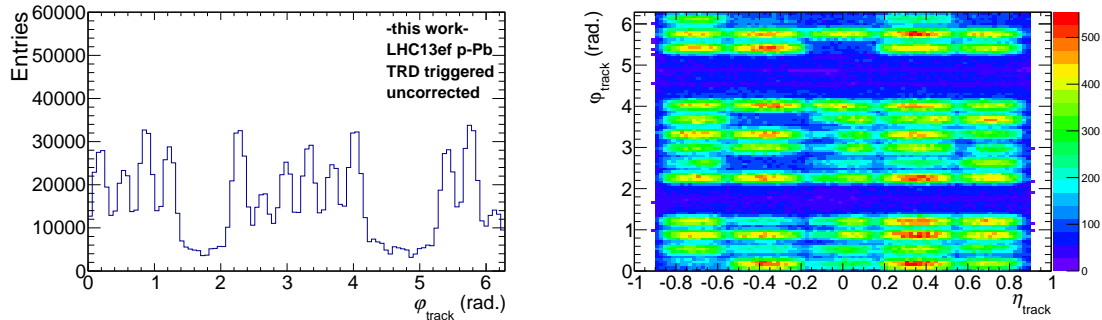 Entries
60000
50000
40000
30000
20000
10000
0
-this work-
LHC13ef p-Pb
TRD triggered
uncorrected
0 1 2 3 4 5 6
φtrack (rad.)
φtrack (rad.)
6
5
4
3
2
1
0
-1 -0.8 -0.6 -0.4 -0.2 0 0.2 0.4 0.6 0.8 1
ηtrack
500
400
300
200
100
0